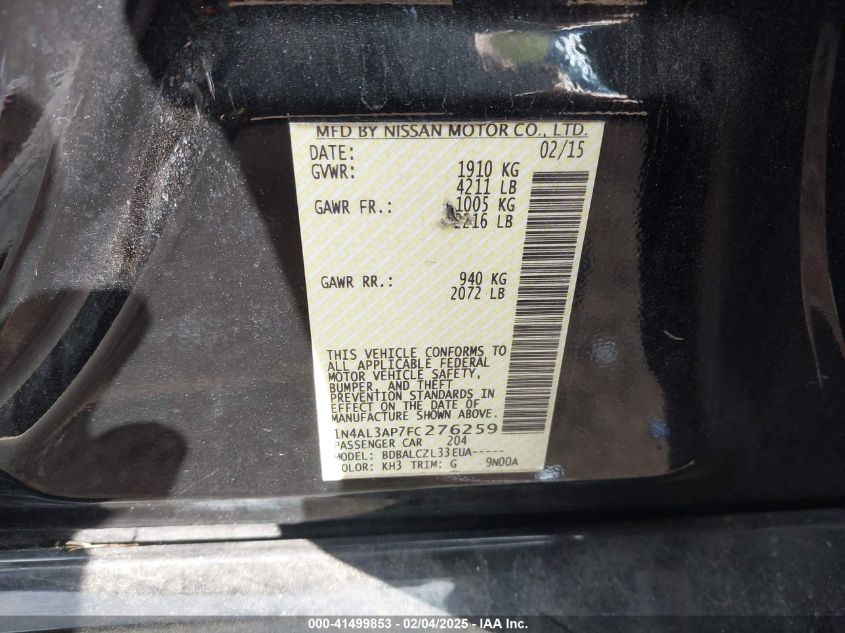 MFD BY NISSAN MOTOR CO., LTD.
DATE: 02/15
GVWR: 1910 KG
4211 LB
GAWR FR.: 1005 KG
2216 LB
GAWR RR.: 940 KG
2072 LB
THIS VEHICLE CONFORMS TO
ALL APPLICABLE FEDERAL
MOTOR VEHICLE SAFETY,
BUMPER, AND THEFT
PREVENTION STANDARDS IN
EFFECT ON THE DATE OF
MANUFACTURE SHOWN ABOVE.
1N4AL3AP7FC276259
PASSENGER CAR 204
MODEL: BDBALCZL33EUA-----
COLOR: KH3 TRIM: G 9N00A
000-41499853 - 02/04/2025 - IAA Inc.